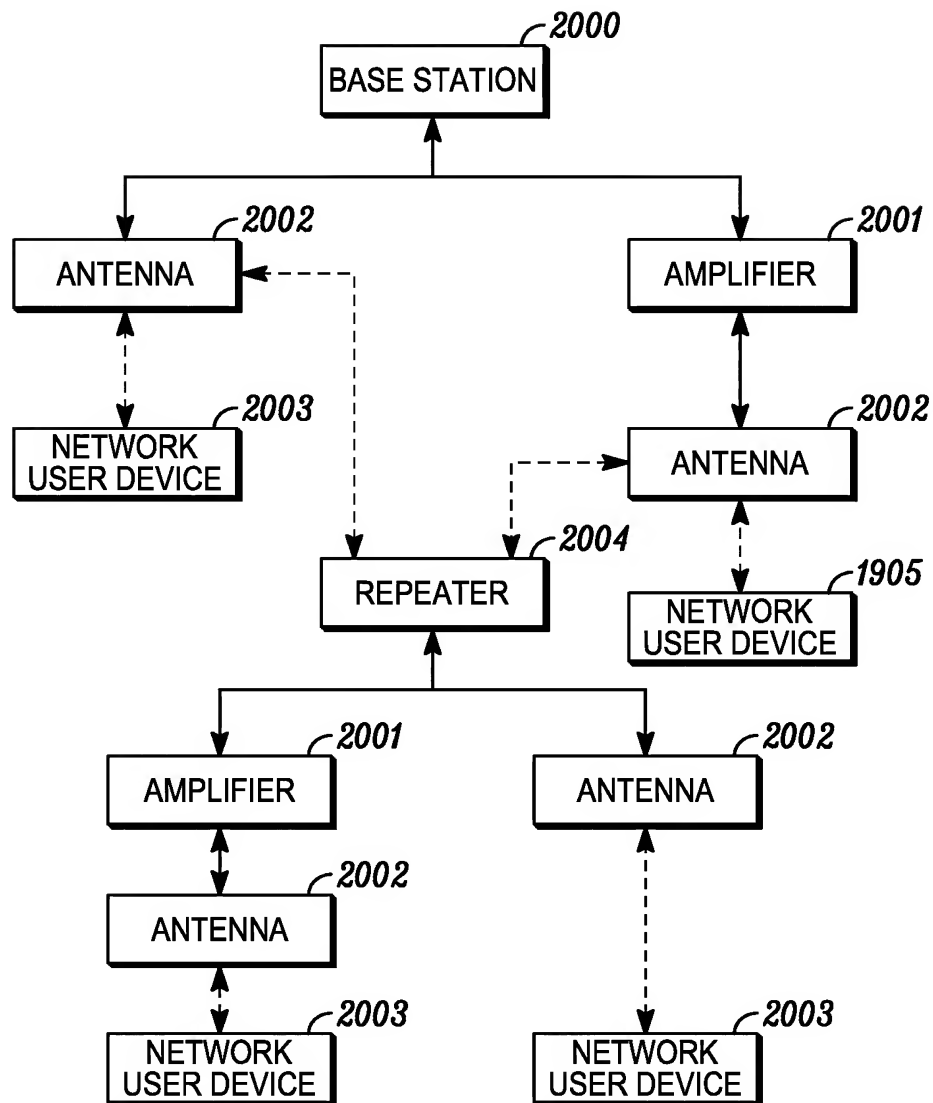 2000
BASE STATION
2002
ANTENNA
2001
AMPLIFIER
2003
NETWORK
USER DEVICE
2002
ANTENNA
2004
REPEATER
1905
NETWORK
USER DEVICE
2001
AMPLIFIER
2002
ANTENNA
2002
ANTENNA
2003
NETWORK
USER DEVICE
2003
NETWORK
USER DEVICE